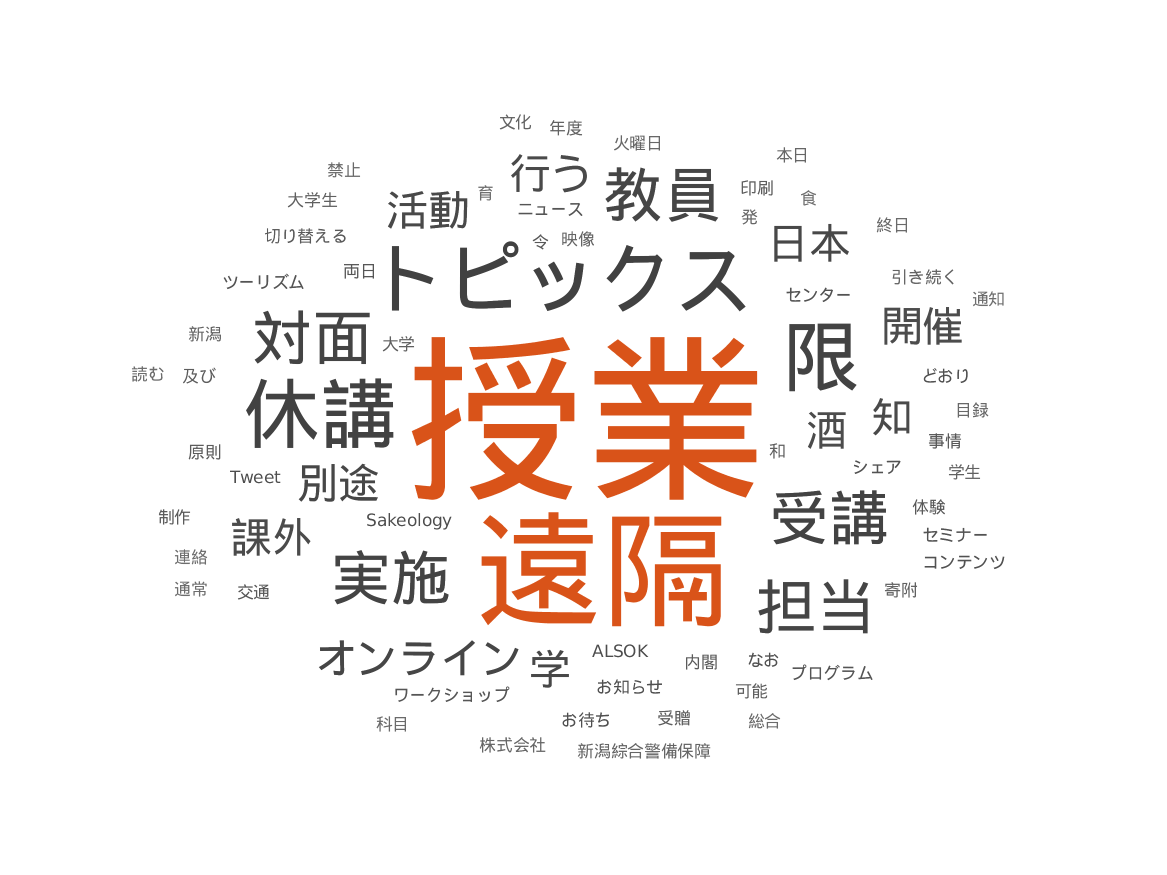 文化
年度
火曜日
本日
禁止
行う
教員
印刷
食
大学生
活動
育
ニュース
発
切り替える
令
映像
日本
終日
ツーリズム
両日
トピックス
センター
引き続く
通知
新潟
対面
大学
授業
限
開催
読む
及び
休講
どおり
酒
知
目録
原則
別途
和
事情
Tweet
シェア
学生
制作
課外
Sakeology
遠隔
受講
体験
セミナー
連絡
コンテンツ
通常
交通
実施
担当
寄附
オンライン
学
ALSOK
内閣
なお
プログラム
ワークショップ
お知らせ
可能
科目
お待ち
受贈
総合
株式会社
新潟綜合警備保障